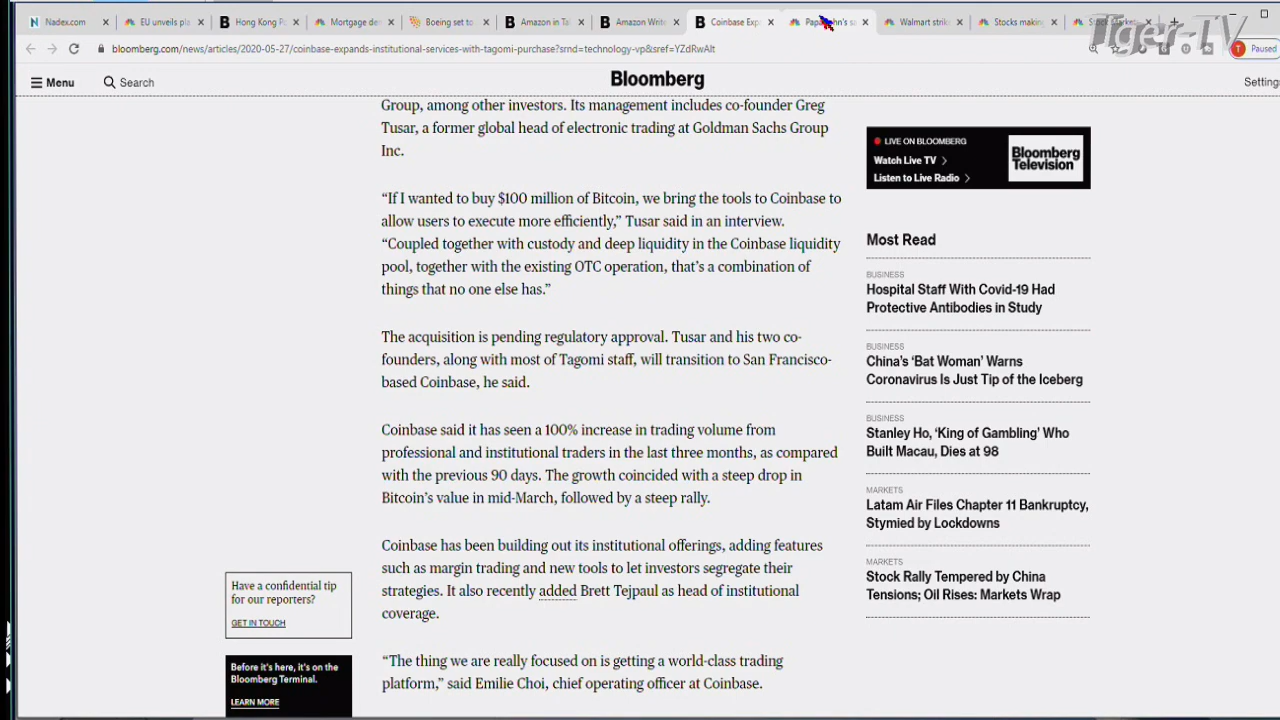 Nadex.com
EU unveils pla
Hong Kong P
Mortgage de
Boeing set to
Amazon in Ta
Amazon Write
Coinbase Exp
Papa John's sa
Walmart strik
Stocks makin
Tiger-TV
bloomberg.com/news/articles/2020-05-27/coinbase-expands-institutional-services-with-tagomi-purchase?srnd=technology-vp&sref=YZdRwAlt
T Paused
Menu
Search
Bloomberg
Setting
Group, among other investors. Its management includes co-founder Greg
Tusar, a former global head of electronic trading at Goldman Sachs Group
Inc.
“If I wanted to buy $100 million of Bitcoin, we bring the tools to Coinbase to
allow users to execute more efficiently,” Tusar said in an interview.
“Coupled together with custody and deep liquidity in the Coinbase liquidity
pool, together with the existing OTC operation, that’s a combination of
things that no one else has.”
The acquisition is pending regulatory approval. Tusar and his two co-
founders, along with most of Tagomi staff, will transition to San Francisco-
based Coinbase, he said.
Coinbase said it has seen a 100% increase in trading volume from
professional and institutional traders in the last three months, as compared
with the previous 90 days. The growth coincided with a steep drop in
Bitcoin’s value in mid-March, followed by a steep rally.
Coinbase has been building out its institutional offerings, adding features
such as margin trading and new tools to let investors segregate their
strategies. It also recently added Brett Tejpaul as head of institutional
coverage.
“The thing we are really focused on is getting a world-class trading
platform,” said Emilie Choi, chief operating officer at Coinbase.
Have a confidential tip
for our reporters?
GET IN TOUCH
Before it's here, it's on the
Bloomberg Terminal.
LEARN MORE
LIVE ON BLOOMBERG
Watch Live TV
Listen to Live Radio
Bloomberg
Television
Most Read
BUSINESS
Hospital Staff With Covid-19 Had
Protective Antibodies in Study
BUSINESS
China’s ‘Bat Woman’ Warns
Coronavirus Is Just Tip of the Iceberg
BUSINESS
Stanley Ho, ‘King of Gambling’ Who
Built Macau, Dies at 98
MARKETS
Latam Air Files Chapter 11 Bankruptcy,
Stymied by Lockdowns
MARKETS
Stock Rally Tempered by China
Tensions; Oil Rises: Markets Wrap